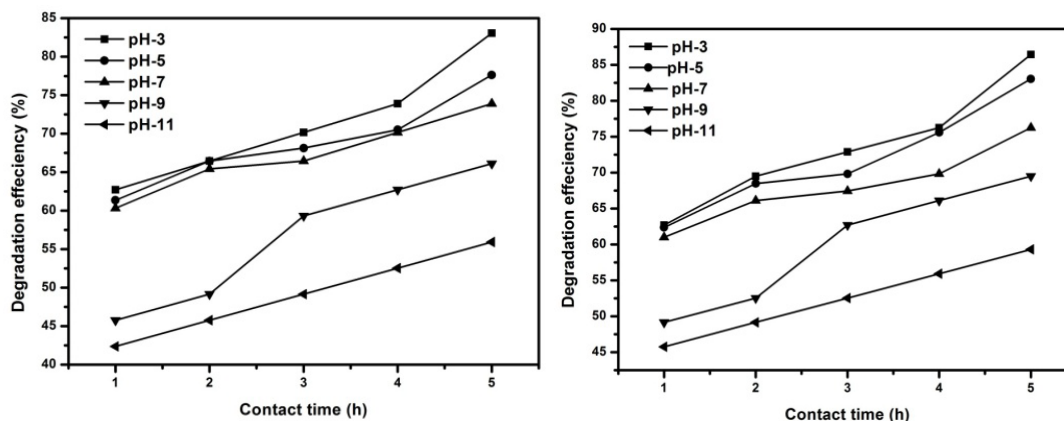 85
80
75
70
65
60
55
50
45
40
Degradation effeciency (%)
pH-3
pH-5
pH-7
pH-9
pH-11
1 2 3 4 5
Contact time (h)
90
85
80
75
70
65
60
55
50
45
Degradation effeciency (%)
pH-3
pH-5
pH-7
pH-9
pH-11
1 2 3 4 5
Contact time (h)